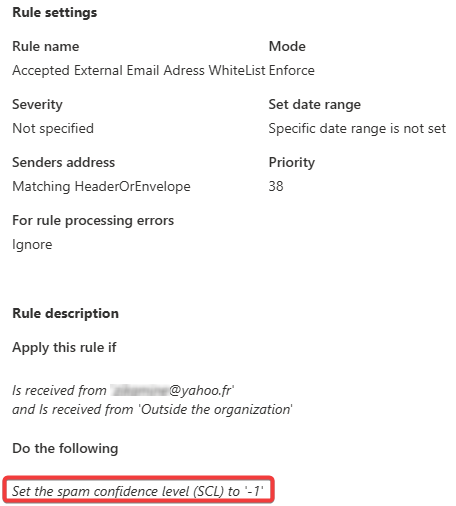 Rule settings
Rule name
Mode
Accepted External Email Adress WhiteList
Enforce
Severity
Set date range
Not specified
Specific date range is not set
Senders address
Priority
Matching HeaderOrEnvelope
38
For rule processing errors
Ignore
Rule description
Apply this rule if
Is received from '@yahoo.fr'
and Is received from 'Outside the organization'
Do the following
Set the spam confidence level (SCL) to '-1'